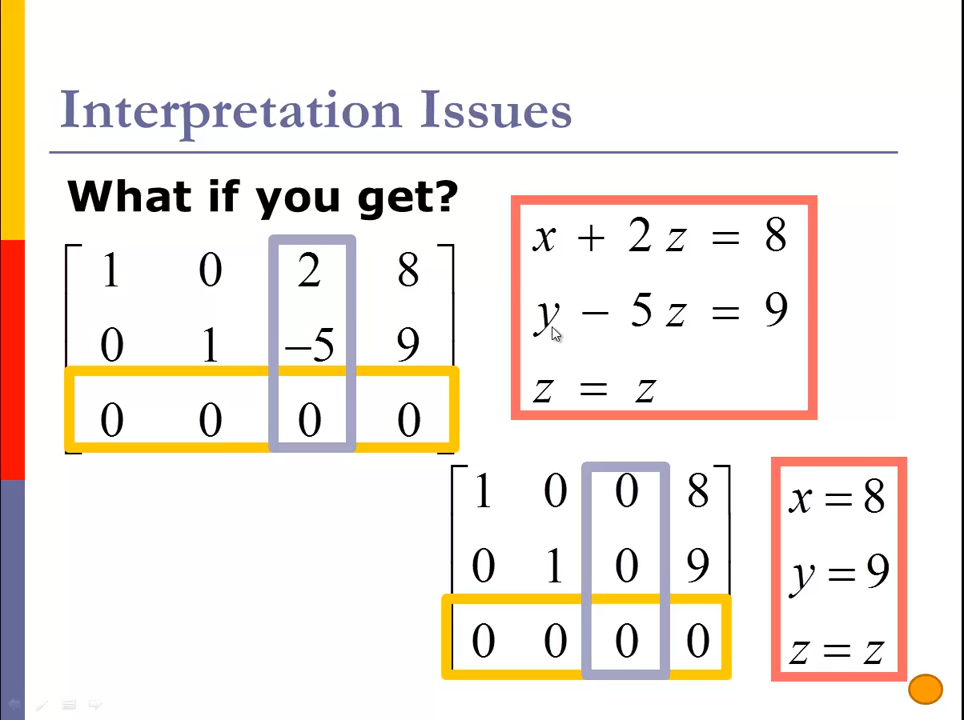 Interpretation Issues
What if you get?
1 0 2 8
0 1 −5 9
0 0 0 0
x + 2z = 8
y − 5z = 9
z = z
1 0 0 8
0 1 0 9
0 0 0 0
x = 8
y = 9
z = z